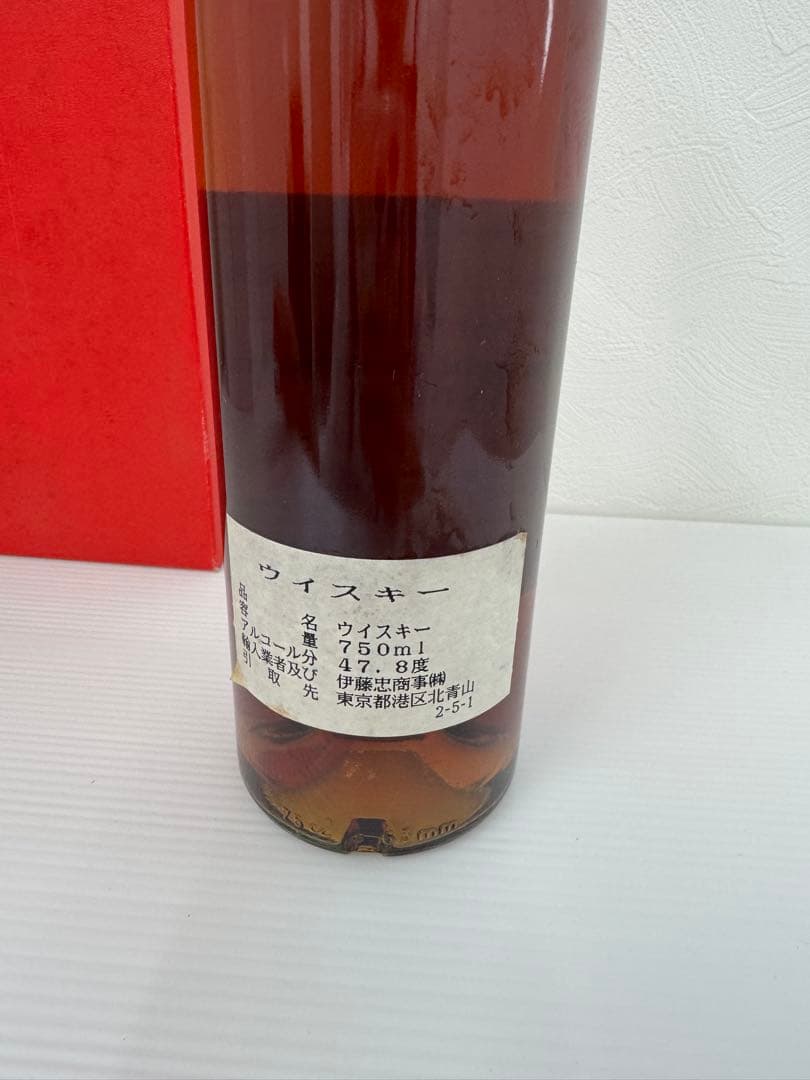 ウイスキー
品名 ウイスキー
容量 750ml
アルコール分 47.8度
輸入業者及び 伊藤忠商事㈱
引取先 東京都港区北青山
2-5-1
75cl 63mm